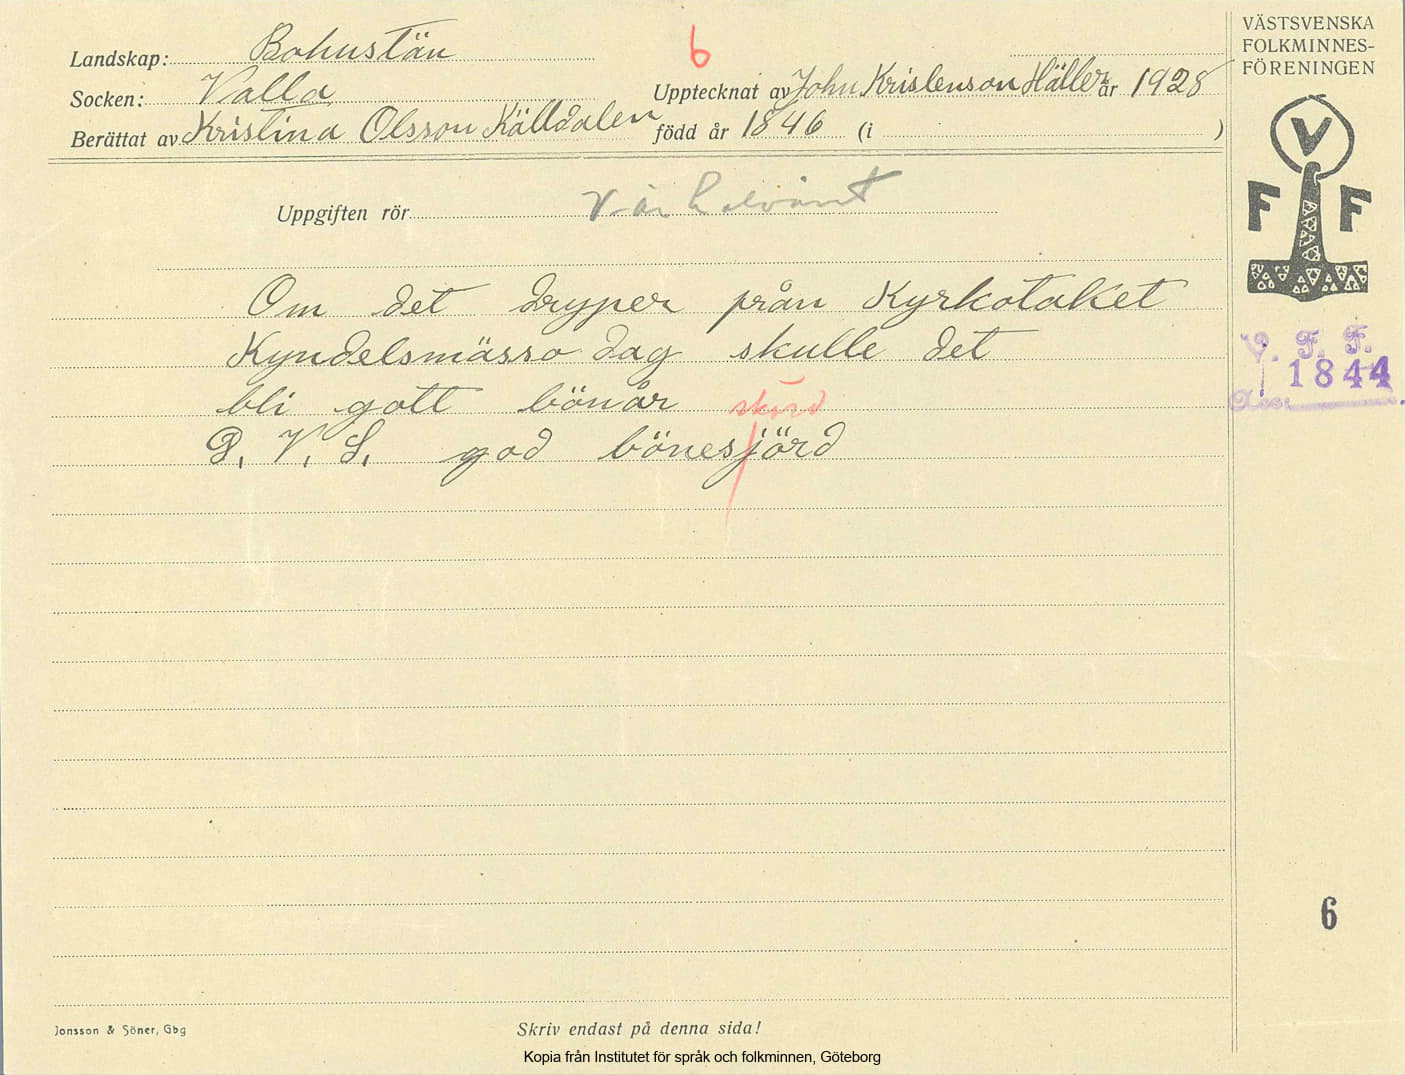 Landskap: Bohuslän
6
VÄSTSVENSKA
FOLKMINNES-
FÖRENINGEN
Socken: Valla
Upptecknat av John Kristenson Häller år 1928
Berättat av Kristina Olsson Källdalen född år 1846 (i )
V
F F
Uppgiften rör
Om det dryper från Kyrkotaket
Kyndelsmässo dag skulle det
bli gott bönår skörd
D. V. S. god bönesjörd
V. F. F.
1844
Acc:
6
Jonsson & Söner, Gbg
Skriv endast på denna sida!
Kopia från Institutet för språk och folkminnen, Göteborg